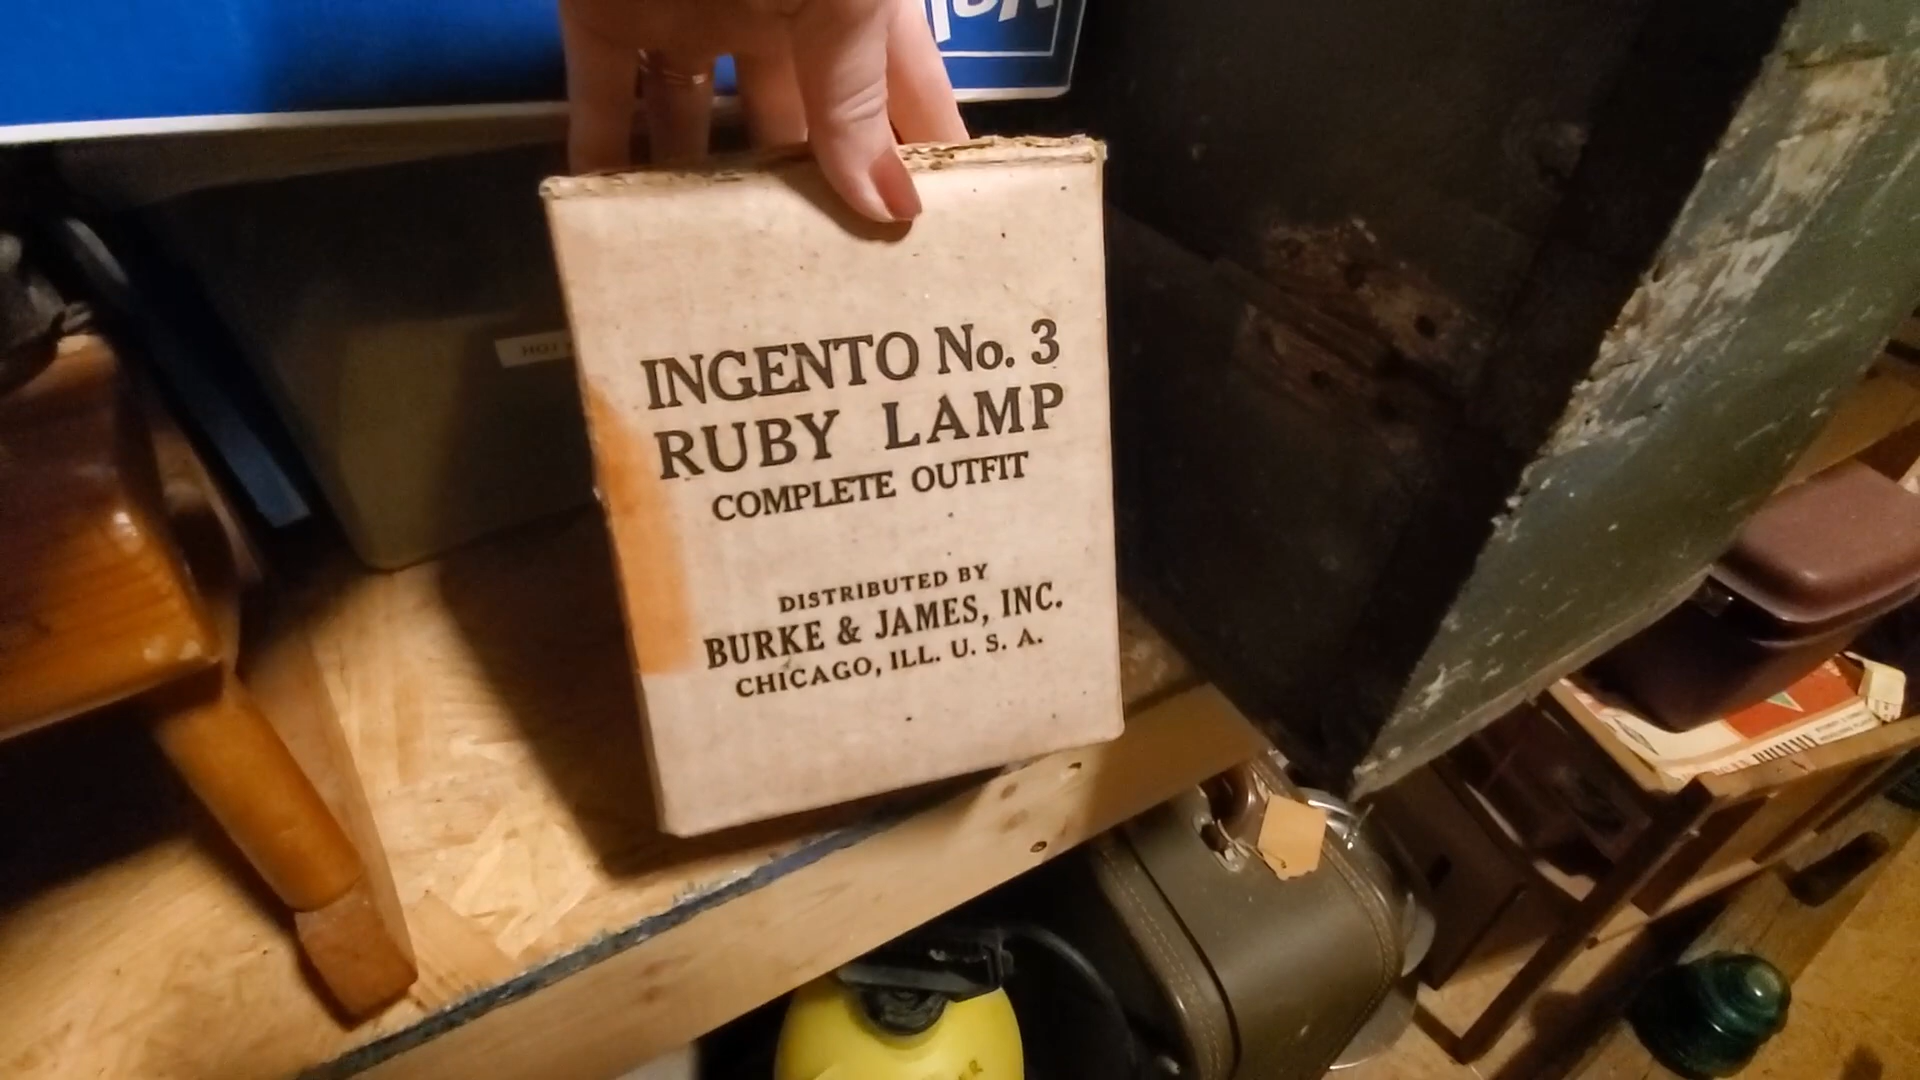 INGENTO No. 3
RUBY LAMP
COMPLETE OUTFIT
DISTRIBUTED BY
BURKE & JAMES, INC.
CHICAGO, ILL. U. S. A.